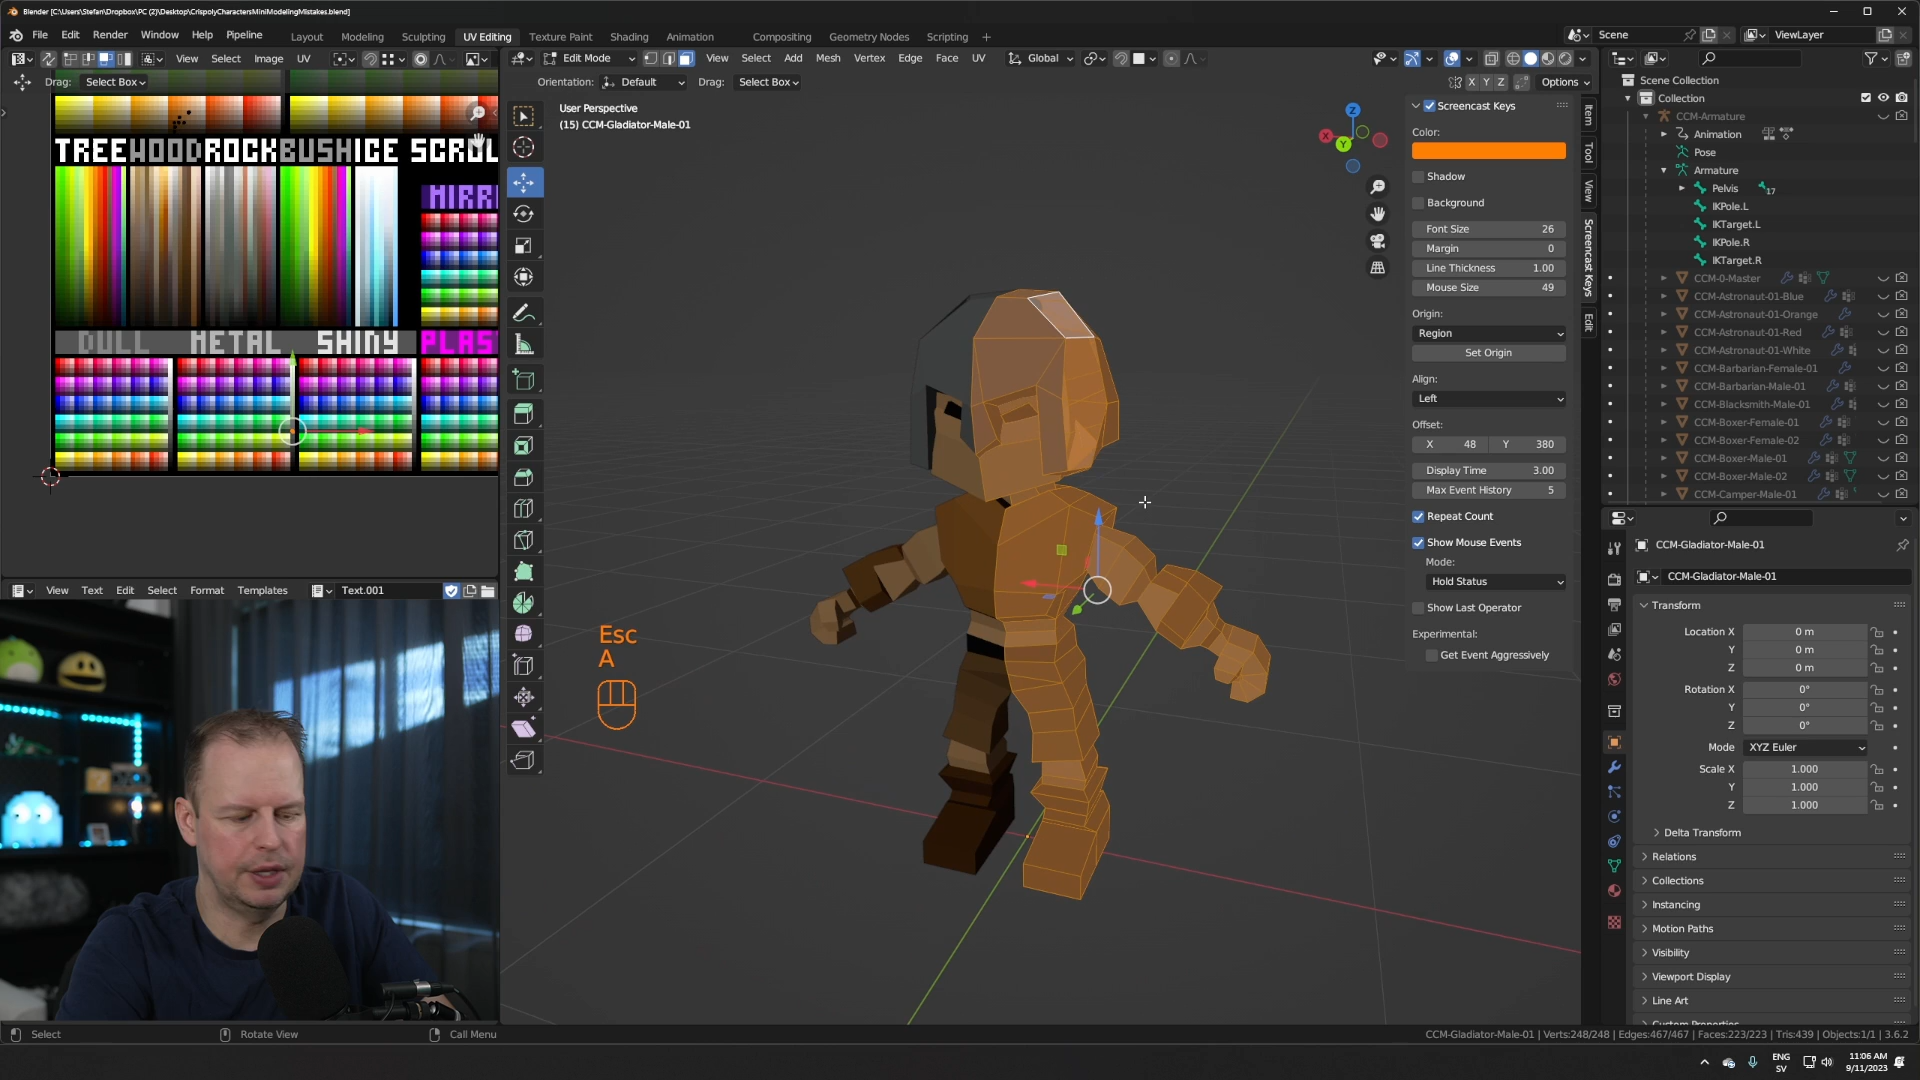 Blender [C:\Users\Stefan\Dropbox\PC (2)\Desktop\CrispolyCharactersMiniModelingMistakes.blend]
File Edit Render Window Help Pipeline Layout Modeling Sculpting UV Editing Texture Paint Shading Animation Compositing Geometry Nodes Scripting + Scene ViewLayer
View Select Image UV Edit Mode View Select Add Mesh Vertex Edge Face UV Global
Drag: Select Box Orientation: Default Drag: Select Box X Y Z Options
TREE WOOD ROCK BUSH ICE SCROL
MIRR
DULL METAL SHINY PLAS
View Text Edit Select Format Templates Text.001
User Perspective
(15) CCM-Gladiator-Male-01
Esc
A
Z
X
Y
Screencast Keys
Color:
Shadow
Background
Font Size 26
Margin 0
Line Thickness 1.00
Mouse Size 49
Origin:
Region
Set Origin
Align:
Left
Offset:
X 48 Y 380
Display Time 3.00
Max Event History 5
Repeat Count
Show Mouse Events
Mode:
Hold Status
Show Last Operator
Experimental:
Get Event Aggressively
Item
Tool
View
Screencast Keys
Edit
Scene Collection
Collection
CCM-Armature
Animation
Pose
Armature
Pelvis 17
IKPole.L
IKTarget.L
IKPole.R
IKTarget.R
CCM-0-Master
CCM-Astronaut-01-Blue
CCM-Astronaut-01-Orange
CCM-Astronaut-01-Red
CCM-Astronaut-01-White
CCM-Barbarian-Female-01
CCM-Barbarian-Male-01
CCM-Blacksmith-Male-01
CCM-Boxer-Female-01
CCM-Boxer-Female-02
CCM-Boxer-Male-01
CCM-Boxer-Male-02
CCM-Camper-Male-01
CCM-Gladiator-Male-01
CCM-Gladiator-Male-01
Transform
Location X 0 m
Y 0 m
Z 0 m
Rotation X 0°
Y 0°
Z 0°
Mode XYZ Euler
Scale X 1.000
Y 1.000
Z 1.000
Delta Transform
Relations
Collections
Instancing
Motion Paths
Visibility
Viewport Display
Line Art
Custom Properties
Select Rotate View Call Menu CCM-Gladiator-Male-01 | Verts:248/248 | Edges:467/467 | Faces:223/223 | Tris:439 | Objects:1/1 | 3.6.2
ENG
SV
11:06 AM
9/11/2023